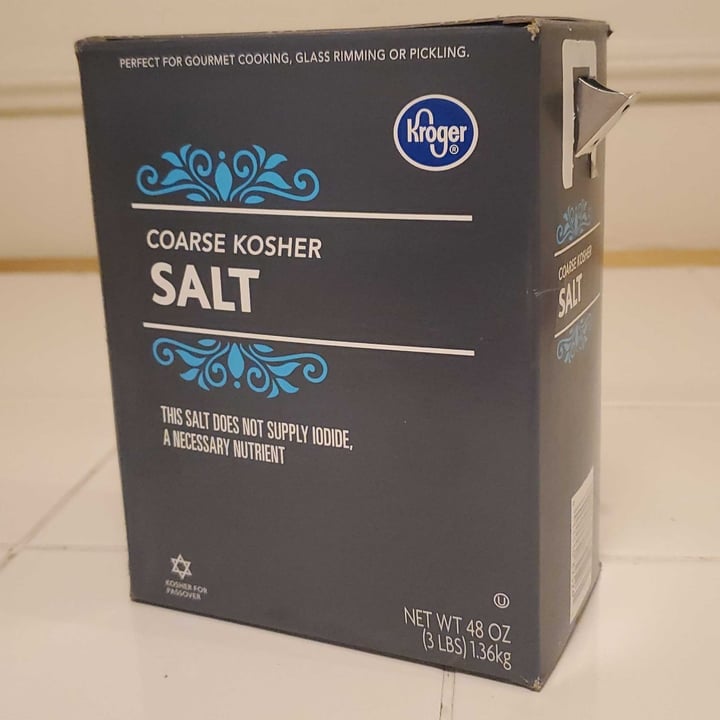 PERFECT FOR GOURMET COOKING, GLASS RIMMING OR PICKLING.
Kroger®
COARSE KOSHER
SALT
THIS SALT DOES NOT SUPPLY IODIDE,
A NECESSARY NUTRIENT
KOSHER FOR
PASSOVER
U
NET WT 48 OZ
(3 LBS) 1.36kg
COARSE KOSHER
SALT